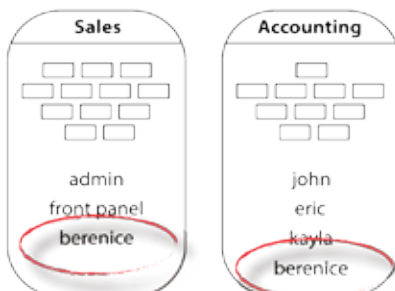 Sales
admin
front panel
berenice
Accounting
john
eric
kayla
berenice